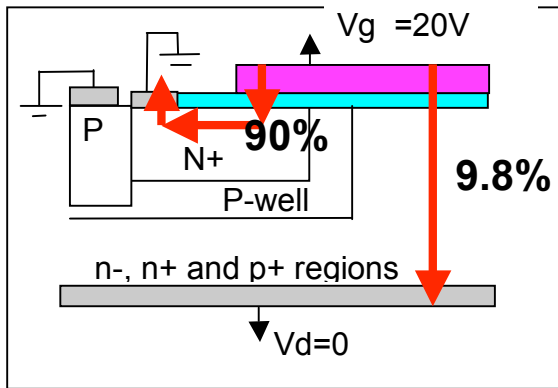 Vg =20V
P
90%
N+
9.8%
P-well
n-, n+ and p+ regions
Vd=0